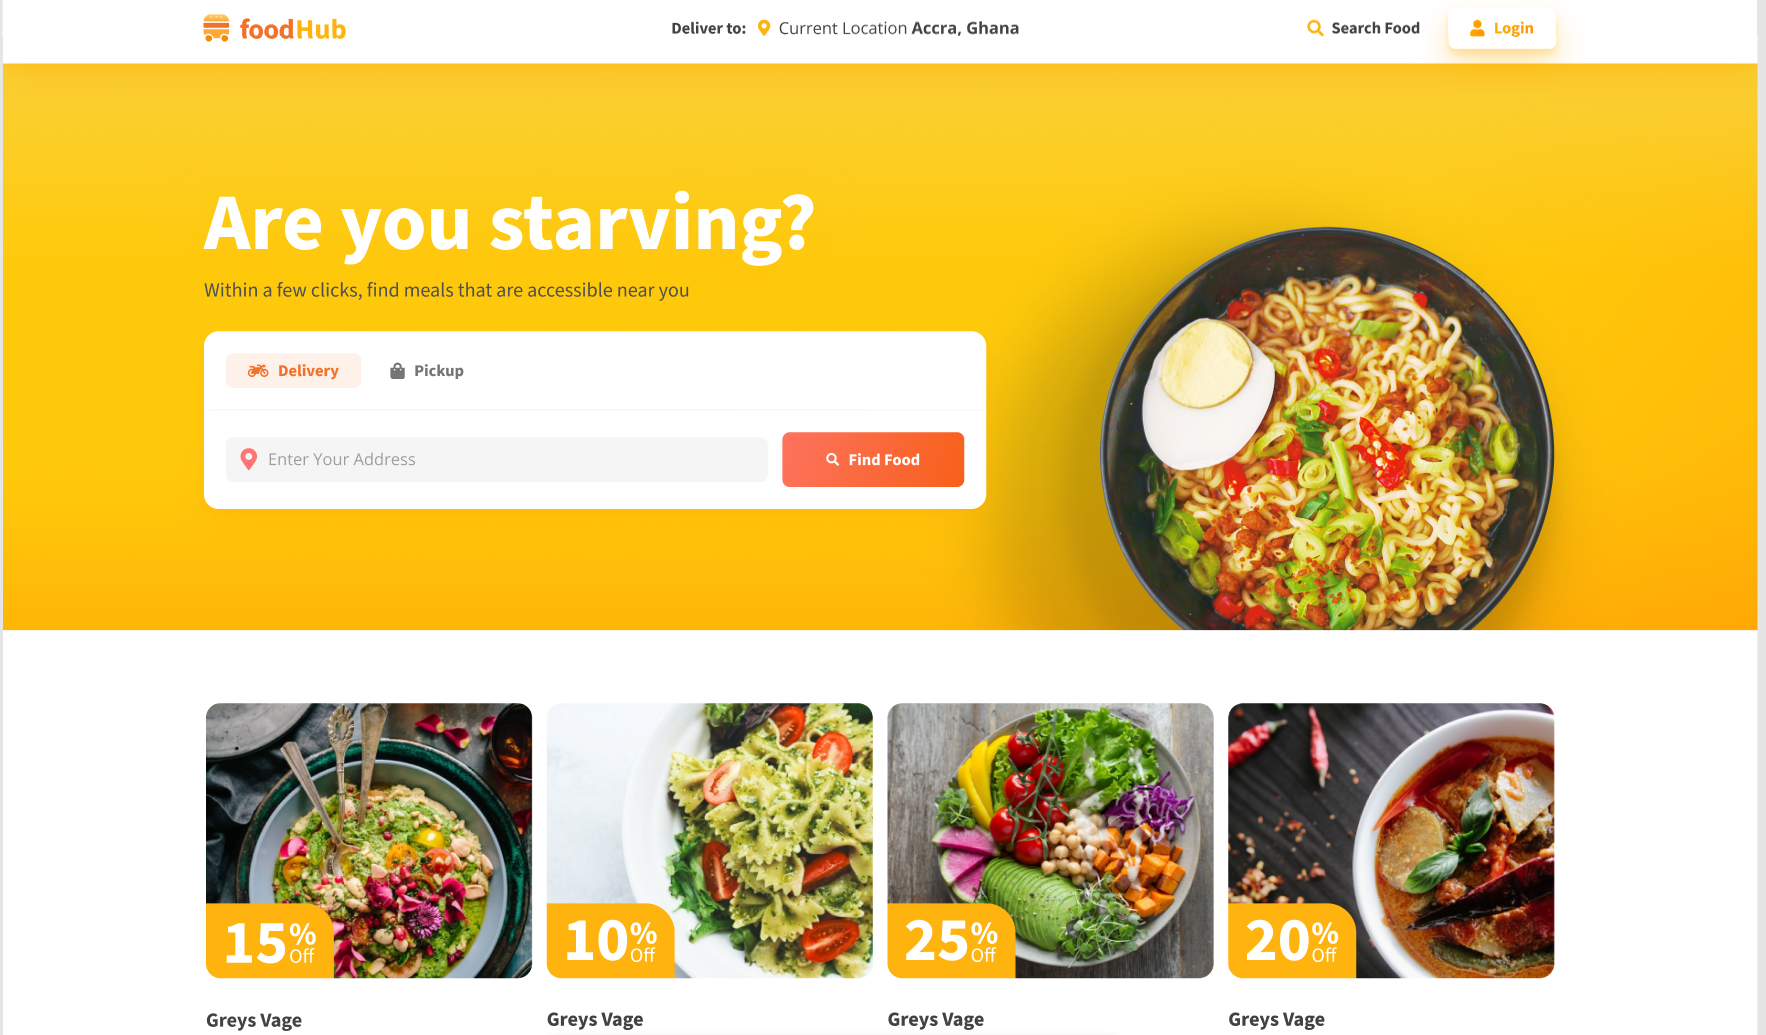 foodHub
Deliver to: Current Location Accra, Ghana
Search Food
Login
Are you starving?
Within a few clicks, find meals that are accessible near you
Delivery
Pickup
Enter Your Address
Find Food
15% Off
10% Off
25% Off
20% Off
Greys Vage
Greys Vage
Greys Vage
Greys Vage